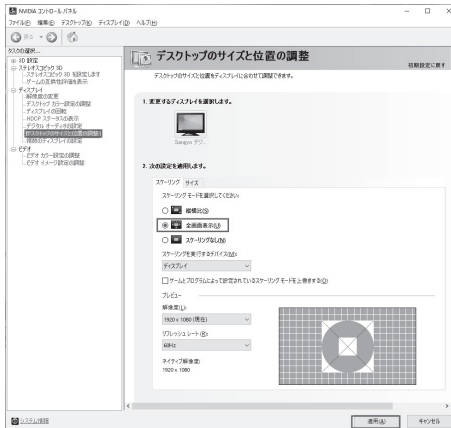 NVIDIA コントロール パネル
ファイル(F) 編集(E) デスクトップ(K) ディスプレイ(D) ヘルプ(H)
戻る
タスクの選択...
3D 設定
ステレオスコピック 3D
ステレオスコピック 3D を設定します
ゲームの互換性評価を表示
ディスプレイ
解像度の変更
デスクトップ カラー設定の調整
ディスプレイの回転
HDCP ステータスの表示
デジタル オーディオの設定
デスクトップのサイズと位置の調整
複数のディスプレイの設定
ビデオ
ビデオ カラー設定の調整
ビデオ イメージ設定の調整
デスクトップのサイズと位置の調整
初期設定に戻す
デスクトップのサイズと位置をディスプレイに合わせて調整できます。
1. 変更するディスプレイを選択します。
2. 次の設定を適用します。
スケーリング サイズ
スケーリング モードを選択してください:
縦横比(S)
全画面表示(U)
スケーリングなし(N)
スケーリングを実行するデバイス(M):
ディスプレイ
ゲームとプログラムによって設定されているスケーリング モードを上書きする(O)
プレビュー
解像度(L):
1920 x 1080 (現在)
リフレッシュ レート(R):
60Hz
ネイティブ解像度:
1920 x 1080
システム情報
適用(A) キャンセル